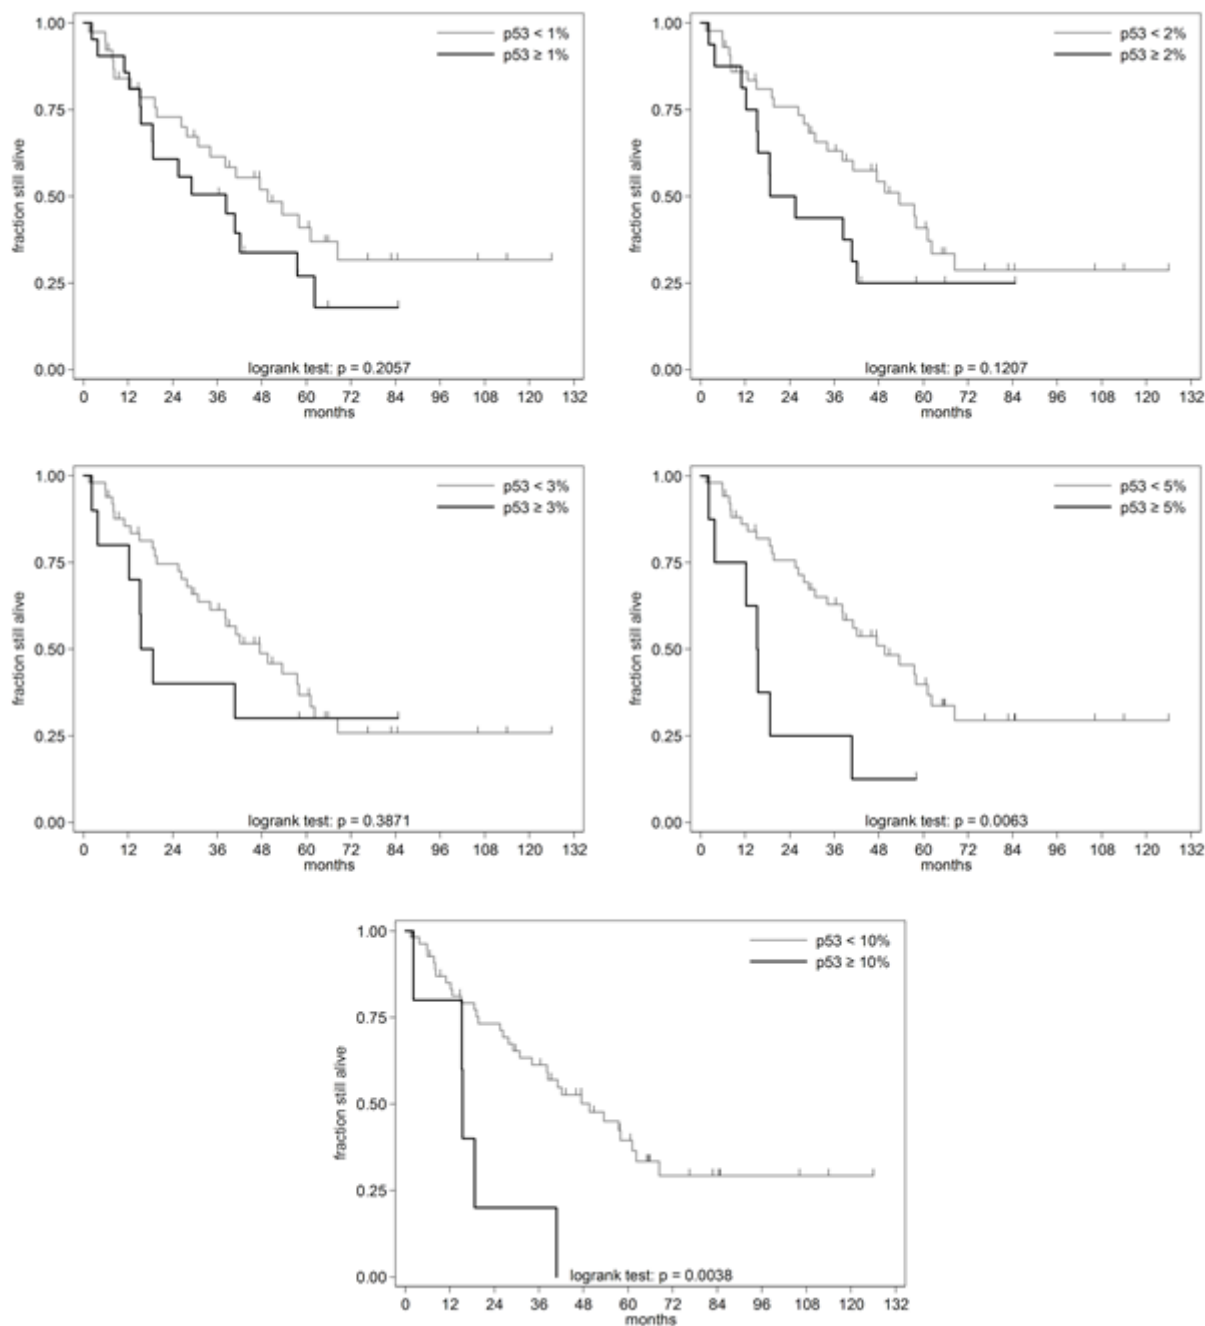 1.00
0.75
0.50
0.25
0.00
fraction still alive
p53 < 1%
p53 ≥ 1%
logrank test: p = 0.2057
0 12 24 36 48 60 72 84 96 108 120 132
months
1.00
0.75
0.50
0.25
0.00
fraction still alive
p53 < 2%
p53 ≥ 2%
logrank test: p = 0.1207
0 12 24 36 48 60 72 84 96 108 120 132
months
1.00
0.75
0.50
0.25
0.00
fraction still alive
p53 < 3%
p53 ≥ 3%
logrank test: p = 0.3871
0 12 24 36 48 60 72 84 96 108 120 132
months
1.00
0.75
0.50
0.25
0.00
fraction still alive
p53 < 5%
p53 ≥ 5%
logrank test: p = 0.0063
0 12 24 36 48 60 72 84 96 108 120 132
months
1.00
0.75
0.50
0.25
0.00
fraction still alive
p53 < 10%
p53 ≥ 10%
logrank test: p = 0.0038
0 12 24 36 48 60 72 84 96 108 120 132
months